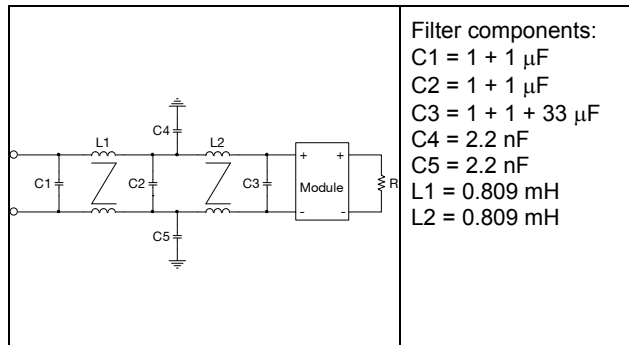 C4
L1
L2
C1
C2
C3
C5
+ +
Module
- -
R
Filter components:
C1 = 1 + 1 μF
C2 = 1 + 1 μF
C3 = 1 + 1 + 33 μF
C4 = 2.2 nF
C5 = 2.2 nF
L1 = 0.809 mH
L2 = 0.809 mH